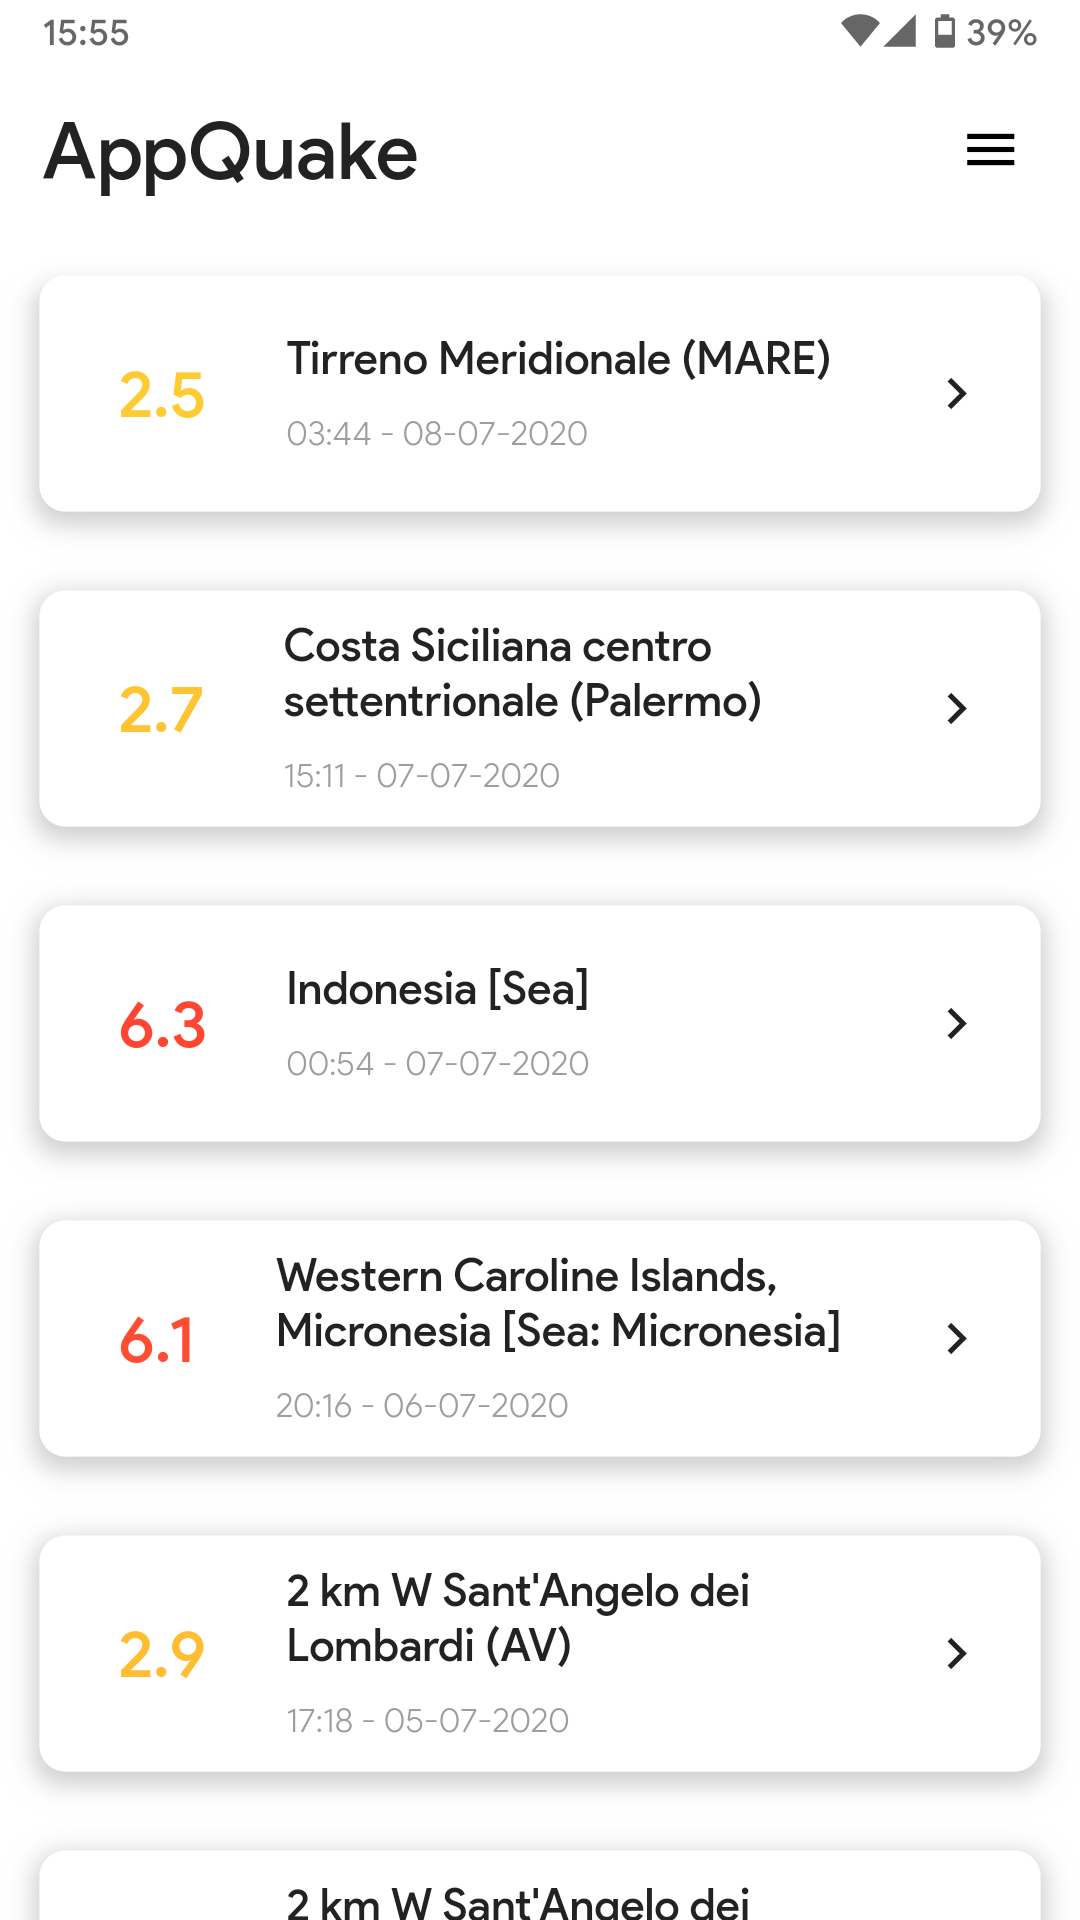 15:55
39%
AppQuake
2.5
Tirreno Meridionale (MARE)
03:44 - 08-07-2020
2.7
Costa Siciliana centro
settentrionale (Palermo)
15:11 - 07-07-2020
6.3
Indonesia [Sea]
00:54 - 07-07-2020
6.1
Western Caroline Islands,
Micronesia [Sea: Micronesia]
20:16 - 06-07-2020
2.9
2 km W Sant'Angelo dei
Lombardi (AV)
17:18 - 05-07-2020
2 km W Sant'Angelo dei